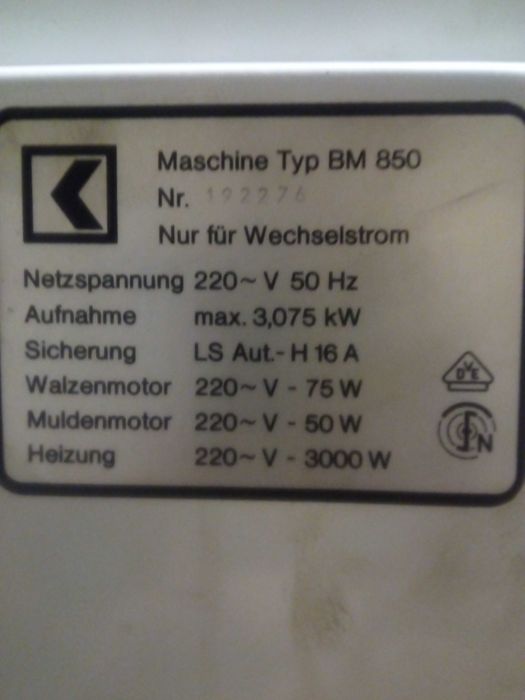 Maschine Typ BM 850
Nr. 192276
Nur für Wechselstrom
Netzspannung 220~ V 50 Hz
Aufnahme max. 3,075 kW
Sicherung LS Aut.- H 16 A
Walzenmotor 220~ V - 75 W
Muldenmotor 220~ V - 50 W
Heizung 220~ V - 3000 W
DVE
N